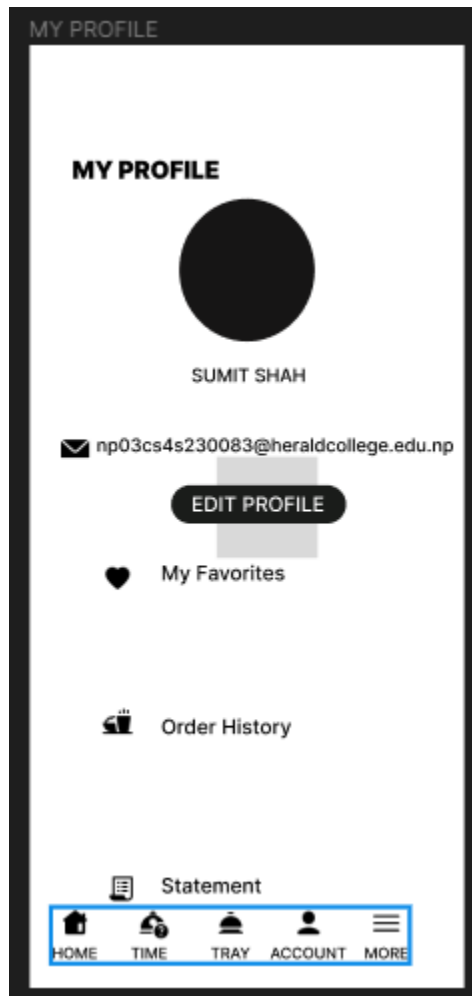 MY PROFILE
MY PROFILE
SUMIT SHAH
np03cs4s230083@heraldcollege.edu.np
EDIT PROFILE
My Favorites
Order History
Statement
HOME TIME TRAY ACCOUNT MORE